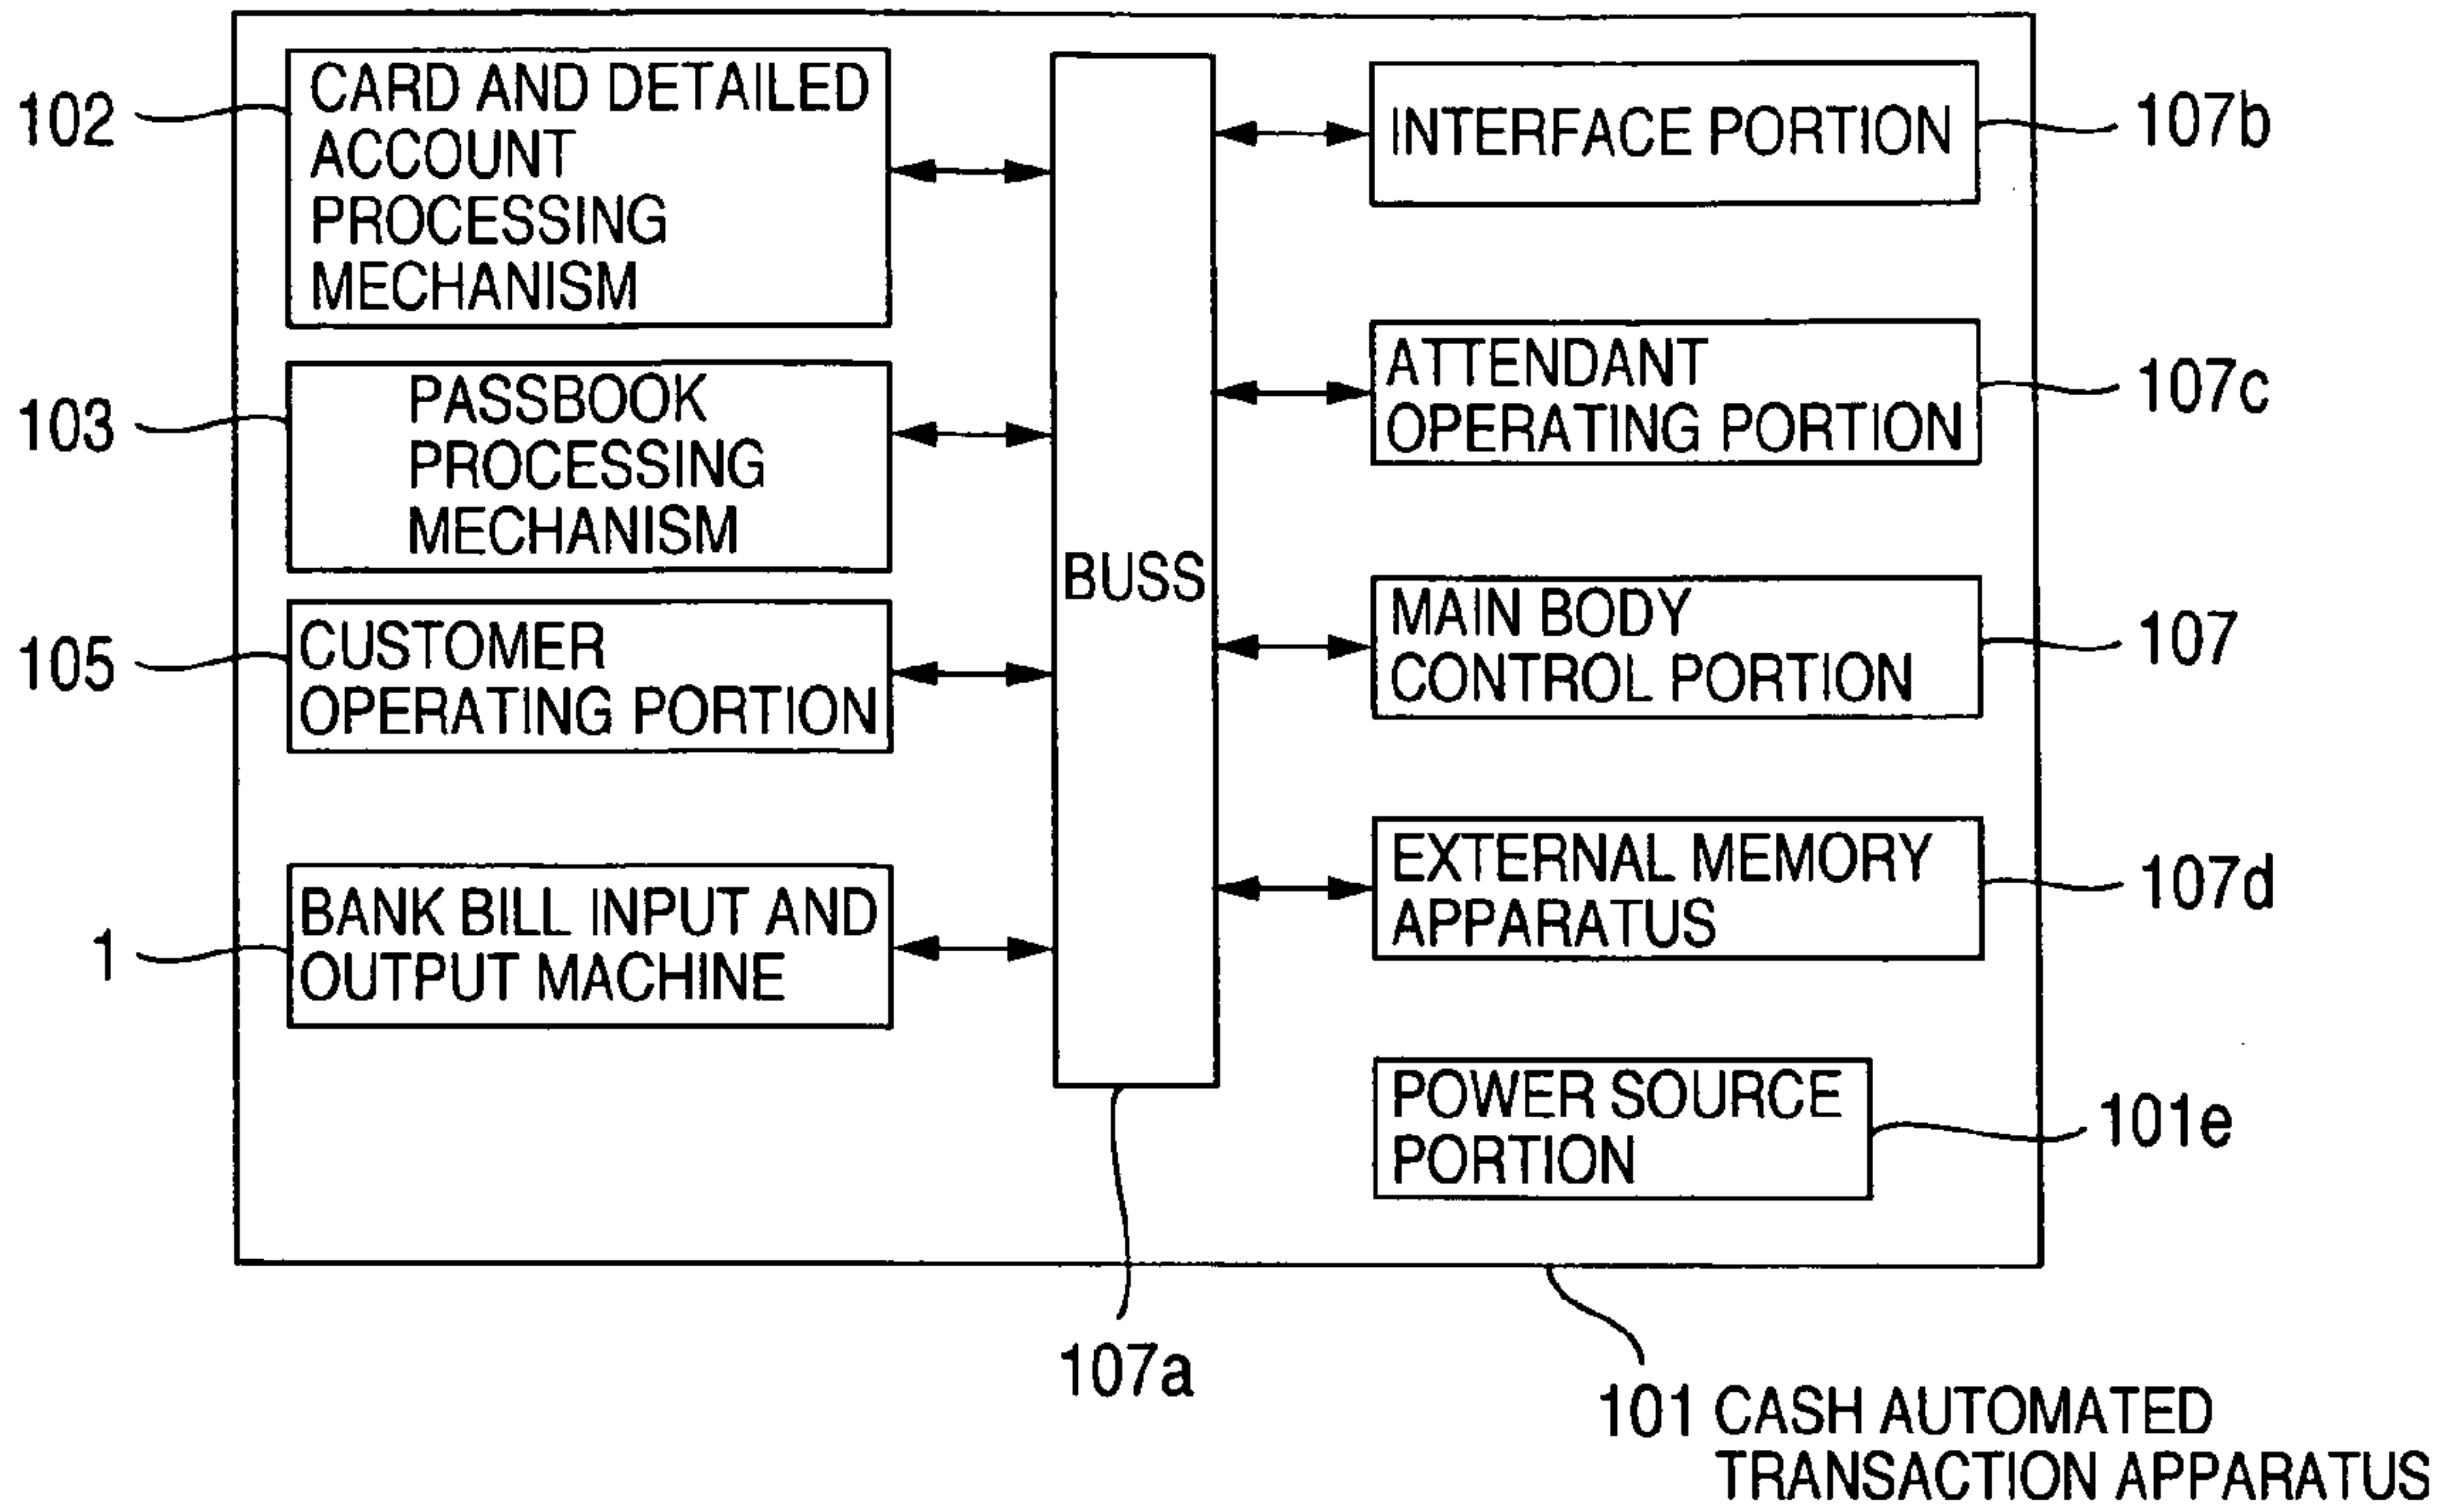 102
CARD AND DETAILED
ACCOUNT
PROCESSING
MECHANISM
103
PASSBOOK
PROCESSING
MECHANISM
105
CUSTOMER
OPERATING PORTION
1
BANK BILL INPUT AND
OUTPUT MACHINE
BUSS
107a
INTERFACE PORTION
107b
ATTENDANT
OPERATING PORTION
107c
MAIN BODY
CONTROL PORTION
107
EXTERNAL MEMORY
APPARATUS
107d
POWER SOURCE
PORTION
101e
101 CASH AUTOMATED
TRANSACTION APPARATUS